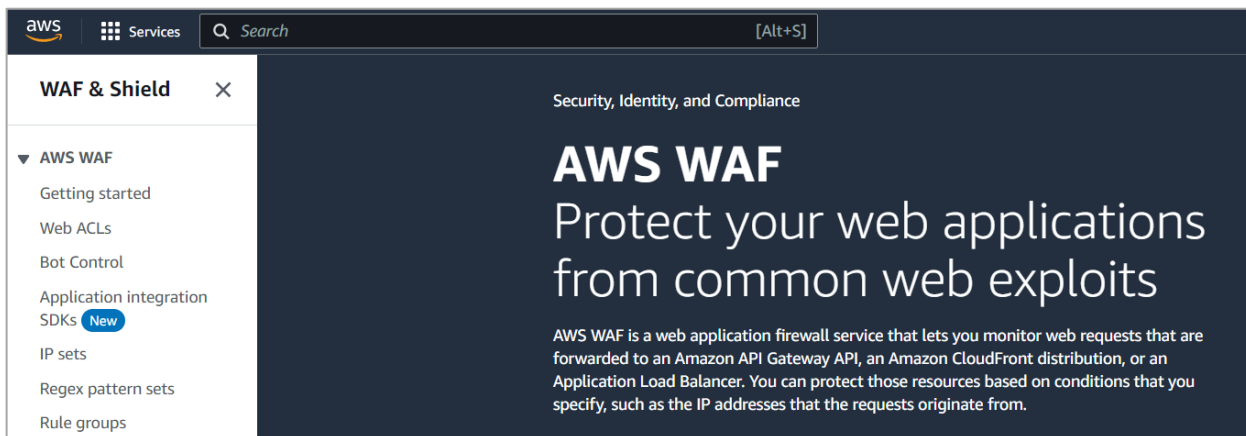 aws
Services
Search
[Alt+S]
WAF & Shield
AWS WAF
Getting started
Web ACLs
Bot Control
Application integration
SDKs New
IP sets
Regex pattern sets
Rule groups
Security, Identity, and Compliance
AWS WAF
Protect your web applications
from common web exploits
AWS WAF is a web application firewall service that lets you monitor web requests that are
forwarded to an Amazon API Gateway API, an Amazon CloudFront distribution, or an
Application Load Balancer. You can protect those resources based on conditions that you
specify, such as the IP addresses that the requests originate from.